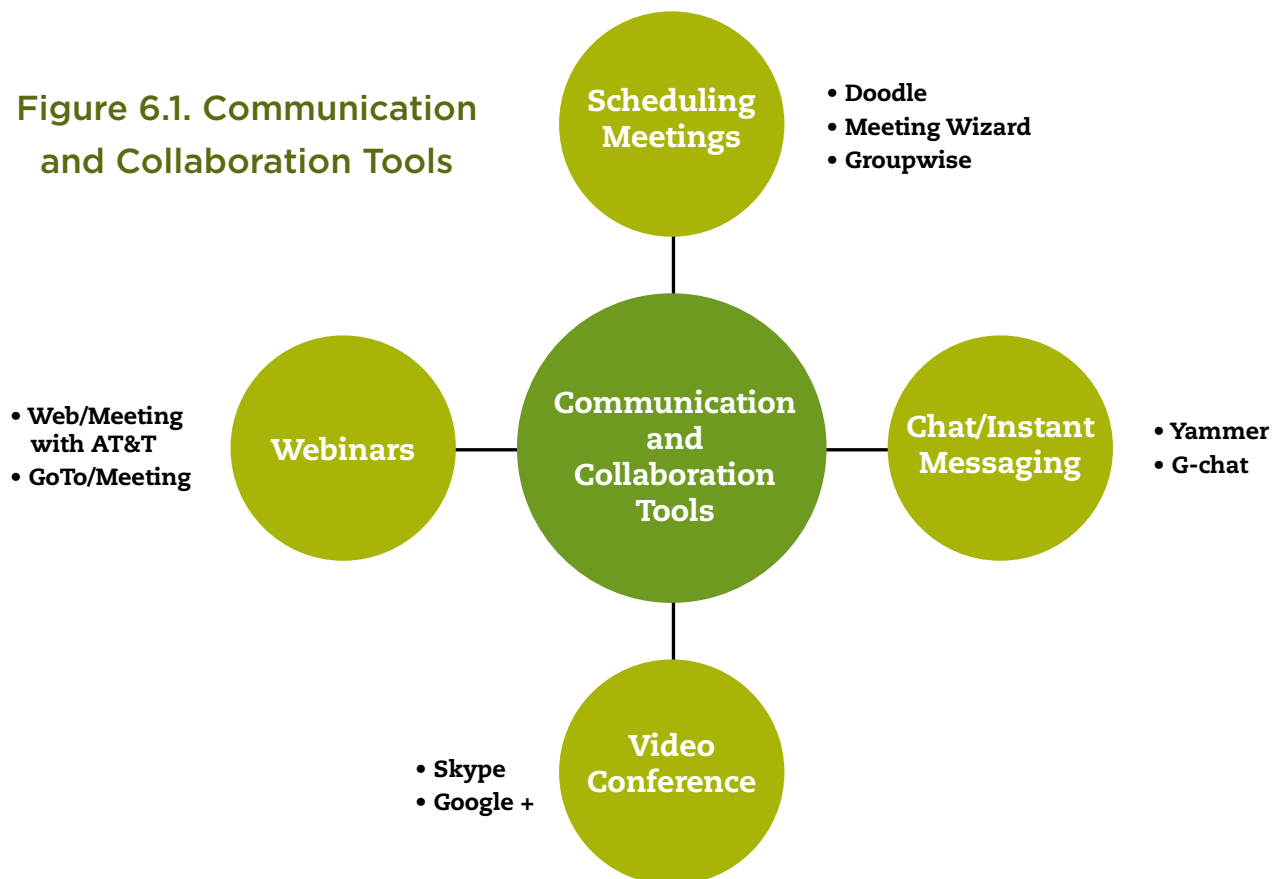 Figure 6.1. Communication
and Collaboration Tools
Scheduling
Meetings
• Doodle
• Meeting Wizard
• Groupwise
• Web/Meeting
with AT&T
• GoTo/Meeting
Webinars
Communication
and
Collaboration
Tools
Chat/Instant
Messaging
• Yammer
• G-chat
• Skype
• Google +
Video
Conference